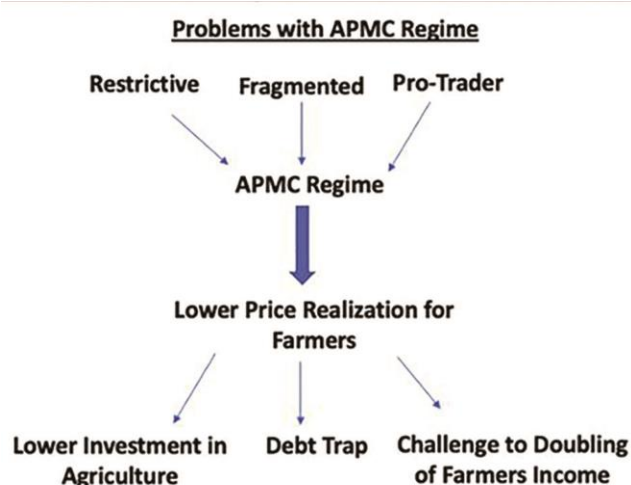 Problems with APMC Regime
Restrictive Fragmented Pro-Trader
APMC Regime
Lower Price Realization for
Farmers
Lower Investment in Debt Trap Challenge to Doubling
Agriculture of Farmers Income